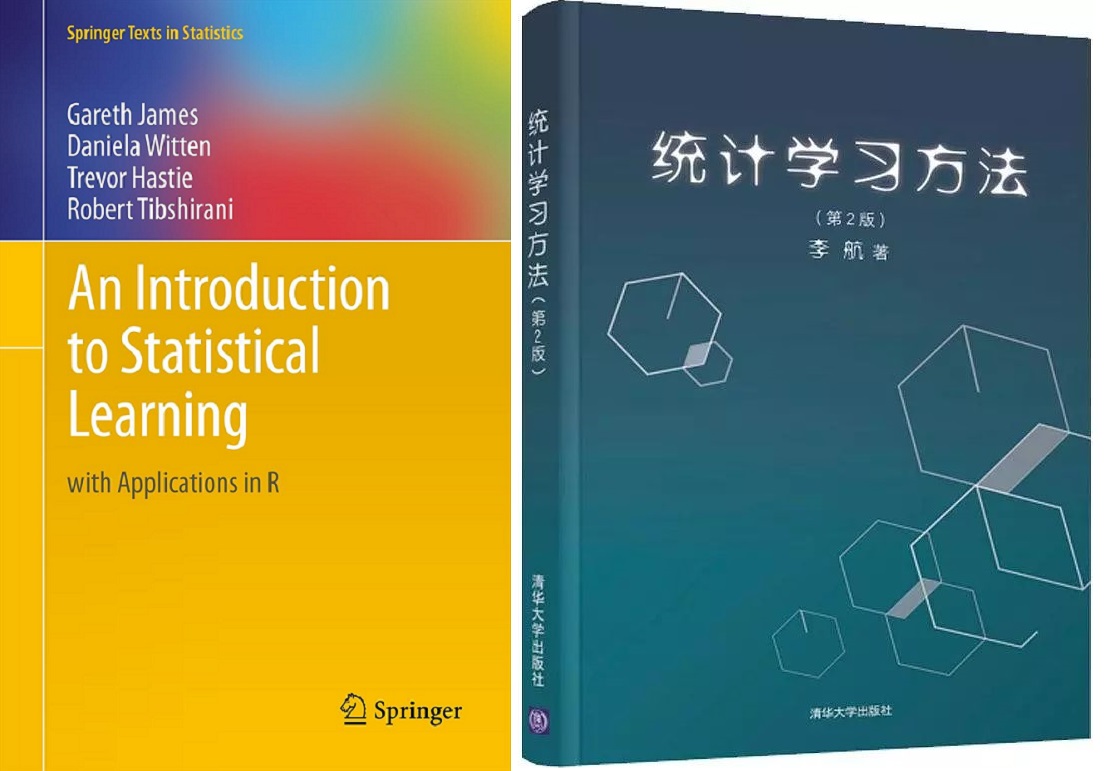 Springer Texts in Statistics
Gareth James
Daniela Witten
Trevor Hastie
Robert Tibshirani
An Introduction
to Statistical
Learning
with Applications in R
Springer
统计学习方法(第2版)
清华大学出版社
统计学习方法
(第2版)
李航 著
清华大学出版社